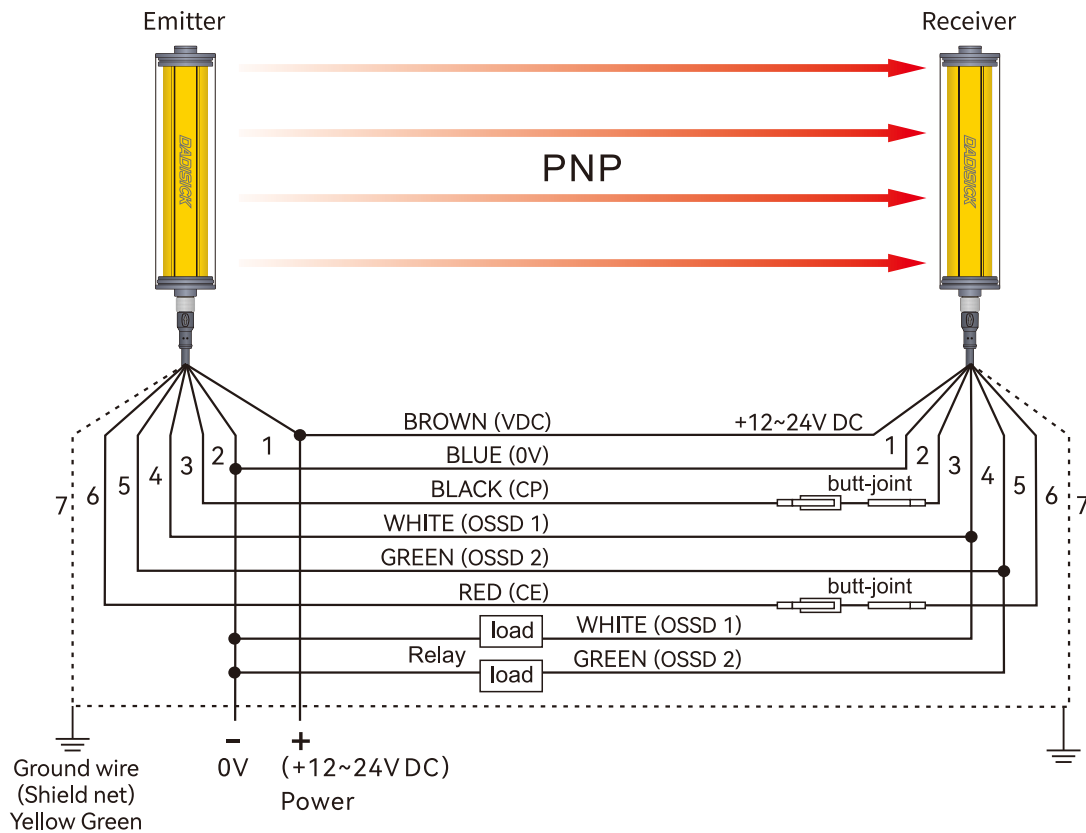 Emitter
Receiver
DADISICK
DADISICK
PNP
BROWN (VDC)
+12~24V DC
BLUE (0V)
BLACK (CP)
butt-joint
WHITE (OSSD 1)
GREEN (OSSD 2)
RED (CE)
butt-joint
load
WHITE (OSSD 1)
Relay
load
GREEN (OSSD 2)
7 6 5 4 3 2 1
1 2 3 4 5 6 7
- +
0V (+12~24V DC)
Power
Ground wire
(Shield net)
Yellow Green